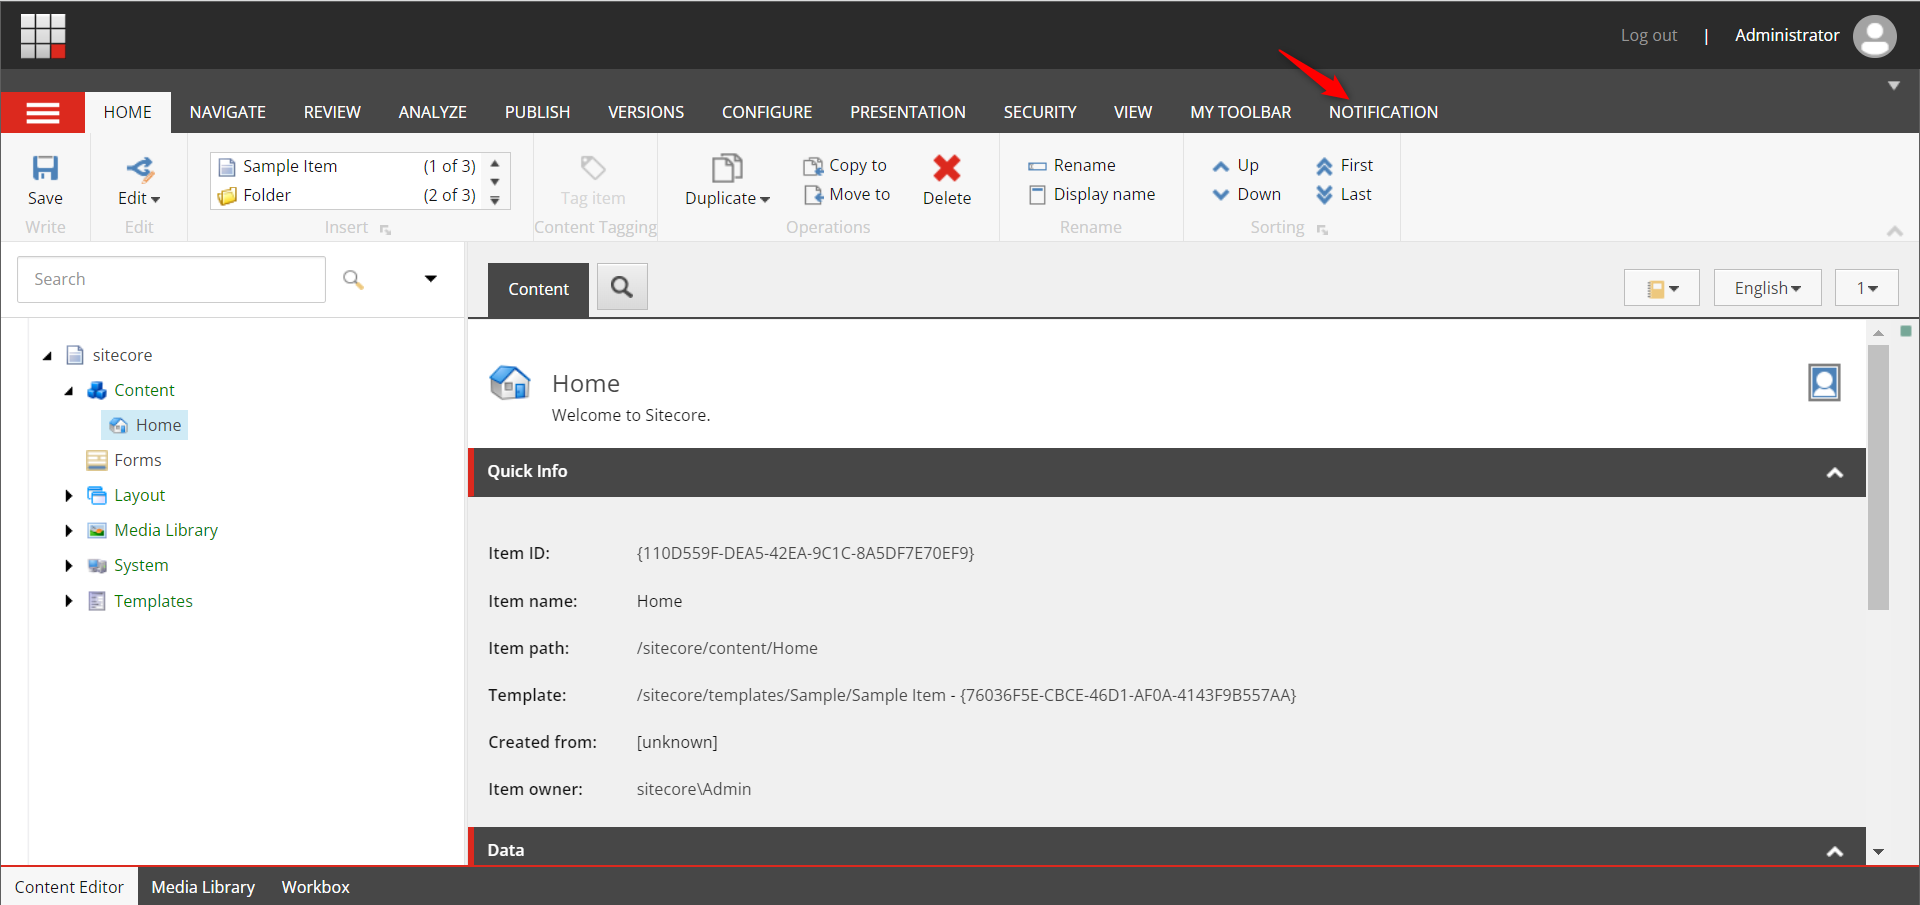 Log out | Administrator
HOME NAVIGATE REVIEW ANALYZE PUBLISH VERSIONS CONFIGURE PRESENTATION SECURITY VIEW MY TOOLBAR NOTIFICATION
Sample Item (1 of 3) Copy to Rename Up First
Folder (2 of 3) Move to Display name Down Last
Save Edit Tag item Duplicate Delete
Write Edit Insert Content Tagging Operations Rename Sorting
Search
Content
English 1
sitecore
Content
Home
Forms
Layout
Media Library
System
Templates
Home
Welcome to Sitecore.
Quick Info
Item ID: {110D559F-DEA5-42EA-9C1C-8A5DF7E70EF9}
Item name: Home
Item path: /sitecore/content/Home
Template: /sitecore/templates/Sample/Sample Item - {76036F5E-CBCE-46D1-AF0A-4143F9B557AA}
Created from: [unknown]
Item owner: sitecore\Admin
Data
Content Editor Media Library Workbox